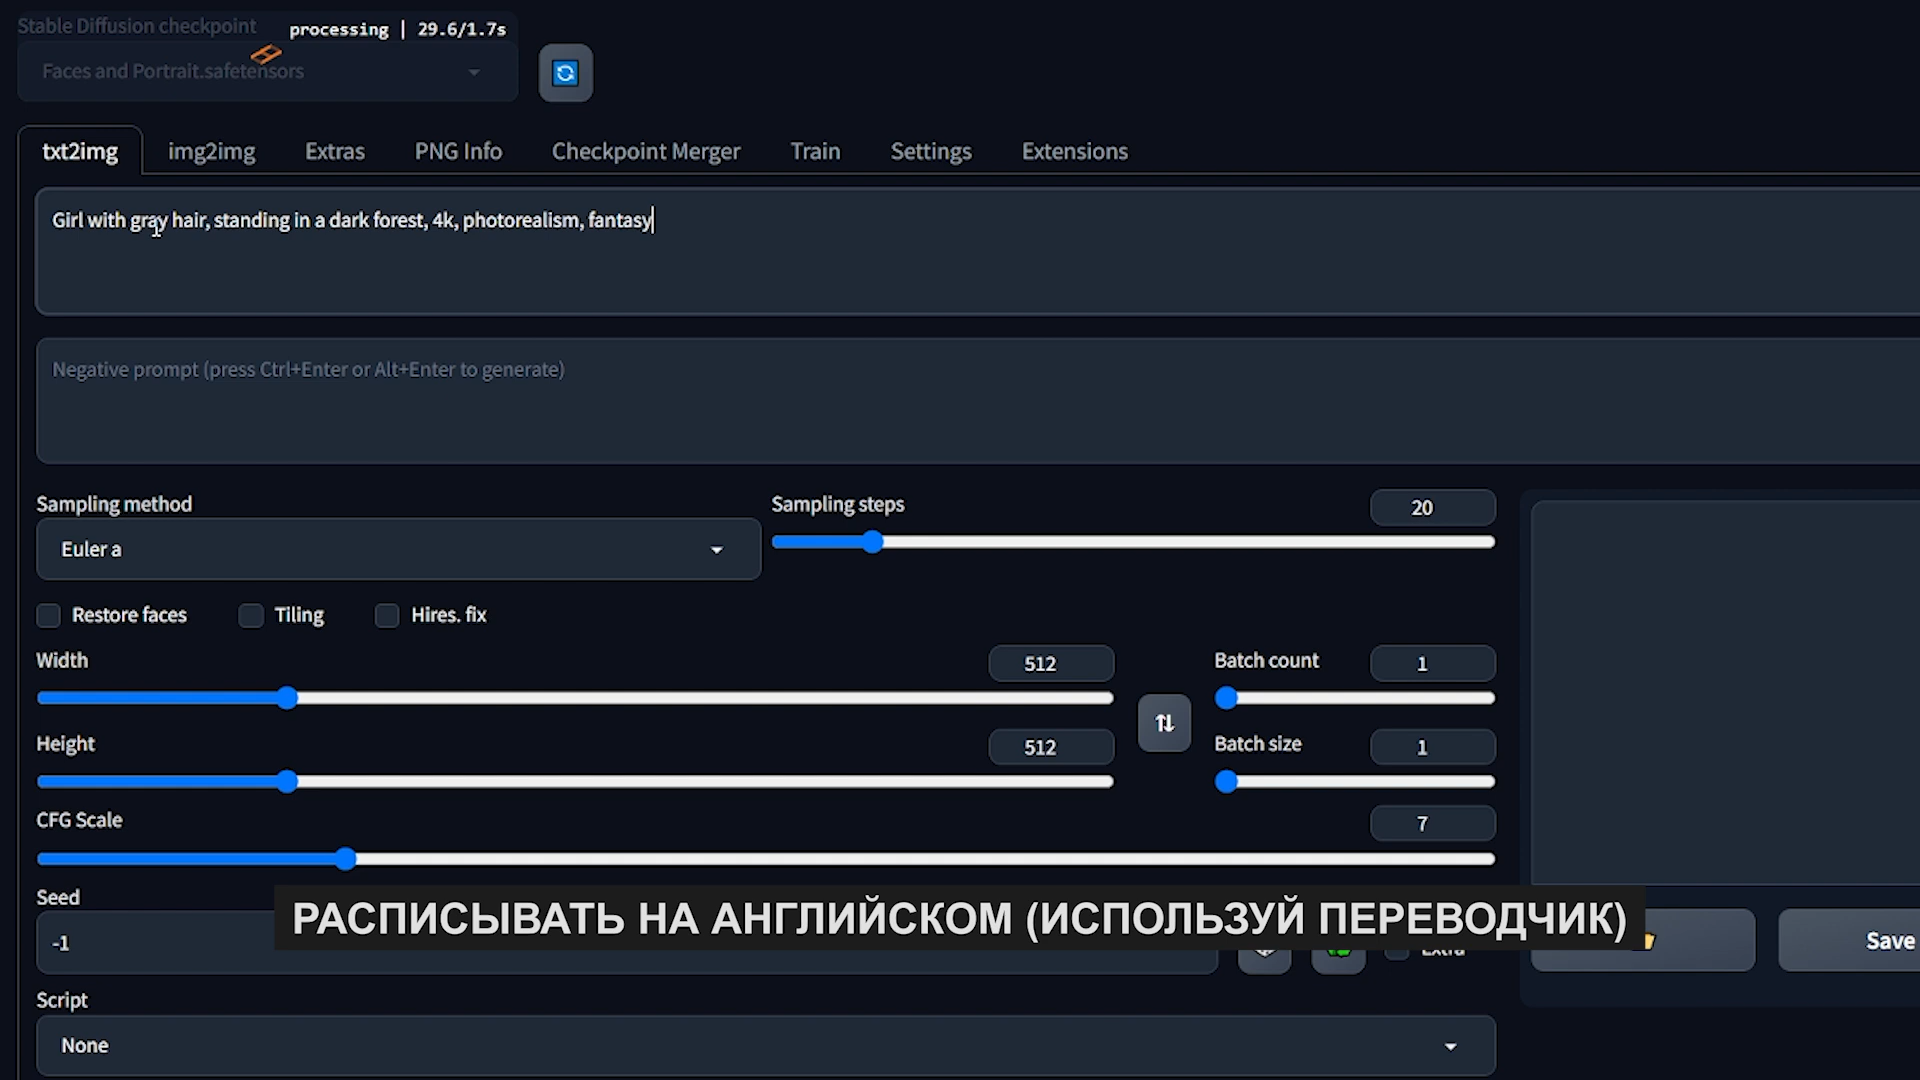 Stable Diffusion checkpoint
processing | 29.6/1.7s
Faces and Portrait.safetensors
txt2img
img2img
Extras
PNG Info
Checkpoint Merger
Train
Settings
Extensions
Girl with gray hair, standing in a dark forest, 4k, photorealism, fantasy
Negative prompt (press Ctrl+Enter or Alt+Enter to generate)
Sampling method
Sampling steps
20
Euler a
Restore faces
Tiling
Hires. fix
Width
512
Batch count
1
Height
512
Batch size
1
CFG Scale
7
Seed
РАСПИСЫВАТЬ НА АНГЛИЙСКОМ (ИСПОЛЬЗУЙ ПЕРЕВОДЧИК)
-1
Extra
Save
Script
None